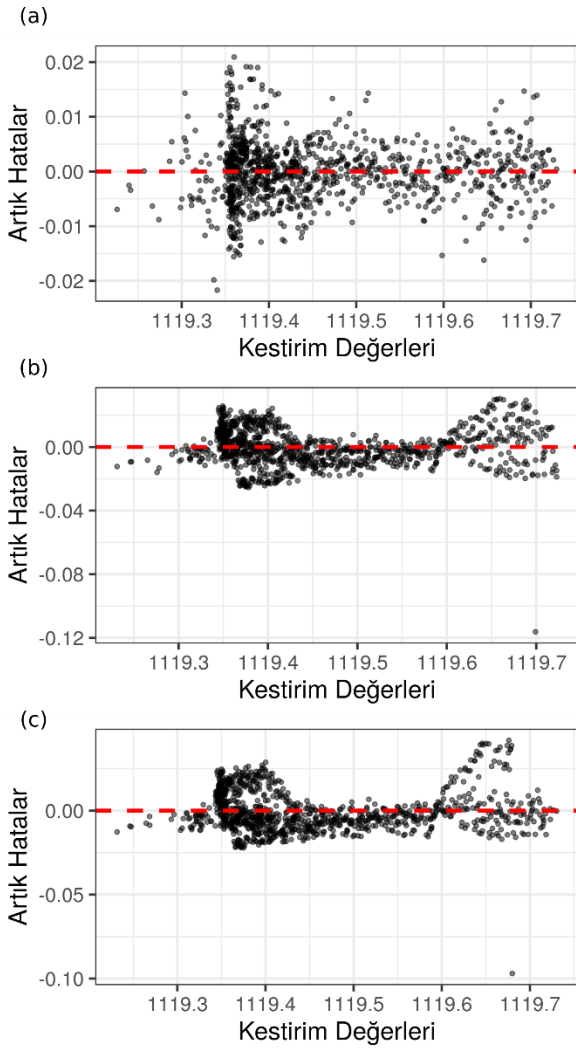 (a)
Artık Hatalar
0.02
0.01
0.00
-0.01
-0.02
1119.3 1119.4 1119.5 1119.6 1119.7
Kestirim Değerleri
(b)
Artık Hatalar
0.00
-0.04
-0.08
-0.12
1119.3 1119.4 1119.5 1119.6 1119.7
Kestirim Değerleri
(c)
Artık Hatalar
0.00
-0.05
-0.10
1119.3 1119.4 1119.5 1119.6 1119.7
Kestirim Değerleri